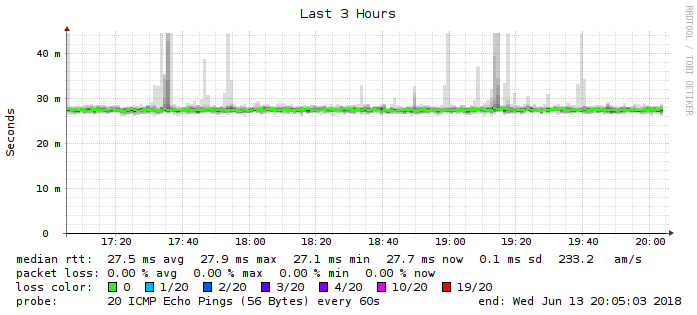 Last 3 Hours
RRDTOOL / TOBI OETIKER
Seconds
40 m
30 m
20 m
10 m
0
17:20 17:40 18:00 18:20 18:40 19:00 19:20 19:40 20:00
median rtt: 27.5 ms avg 27.9 ms max 27.1 ms min 27.7 ms now 0.1 ms sd 233.2 am/s
packet loss: 0.00 % avg 0.00 % max 0.00 % min 0.00 % now
loss color: 0 1/20 2/20 3/20 4/20 10/20 19/20
probe: 20 ICMP Echo Pings (56 Bytes) every 60s end: Wed Jun 13 20:05:03 2018